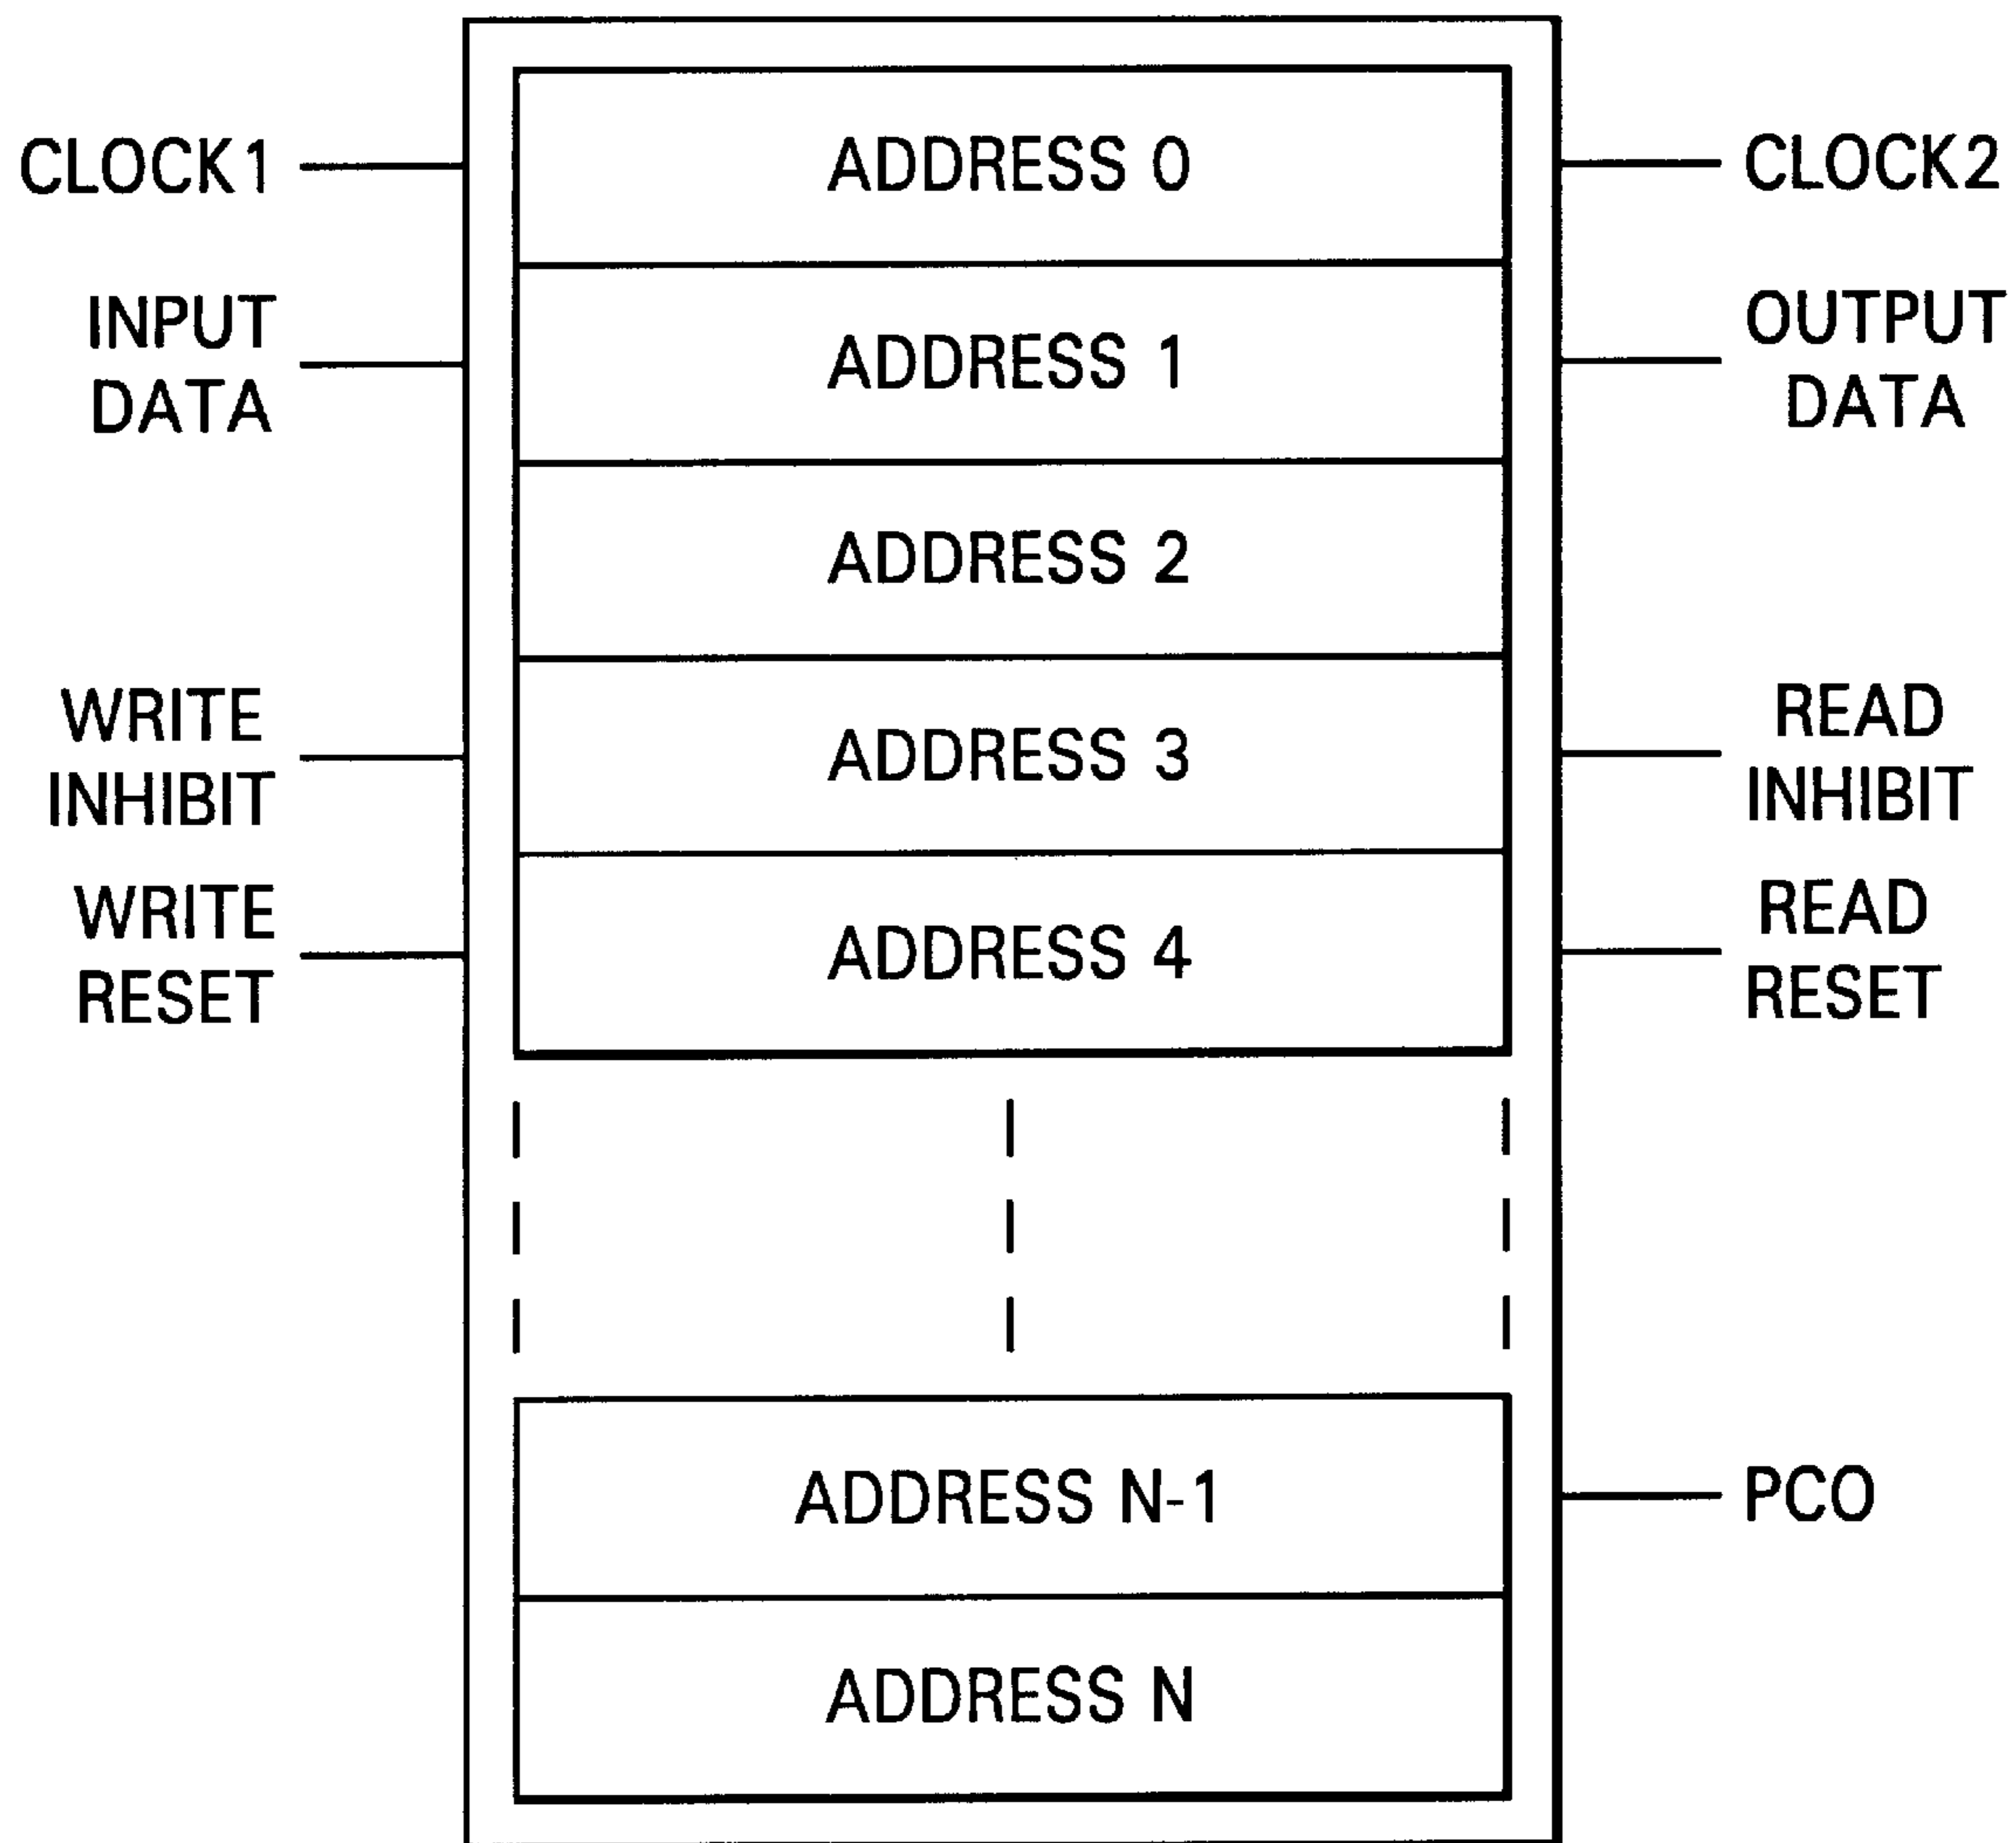 CLOCK1
INPUT
DATA
WRITE
INHIBIT
WRITE
RESET
ADDRESS 0
ADDRESS 1
ADDRESS 2
ADDRESS 3
ADDRESS 4
ADDRESS N-1
ADDRESS N
CLOCK2
OUTPUT
DATA
READ
INHIBIT
READ
RESET
PCO